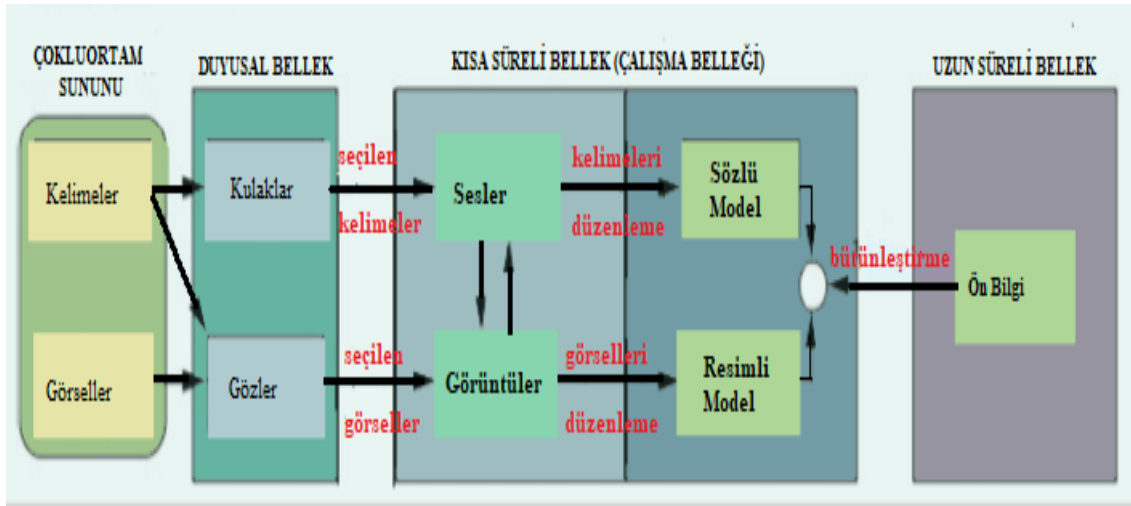 ÇOKLUORTAM
SUNUNU
DUYUSAL BELLEK
KISA SÜRELİ BELLEK (ÇALIŞMA BELLEĞİ)
UZUN SÜRELİ BELLEK
Kelimeler
Kulaklar
seçilen
kelimeler
Sesler
kelimeleri
düzenleme
Sözlü
Model
bütünleştirme
Ön Bilgi
Görseller
Gözler
seçilen
görseller
Görüntüler
görselleri
düzenleme
Resimli
Model